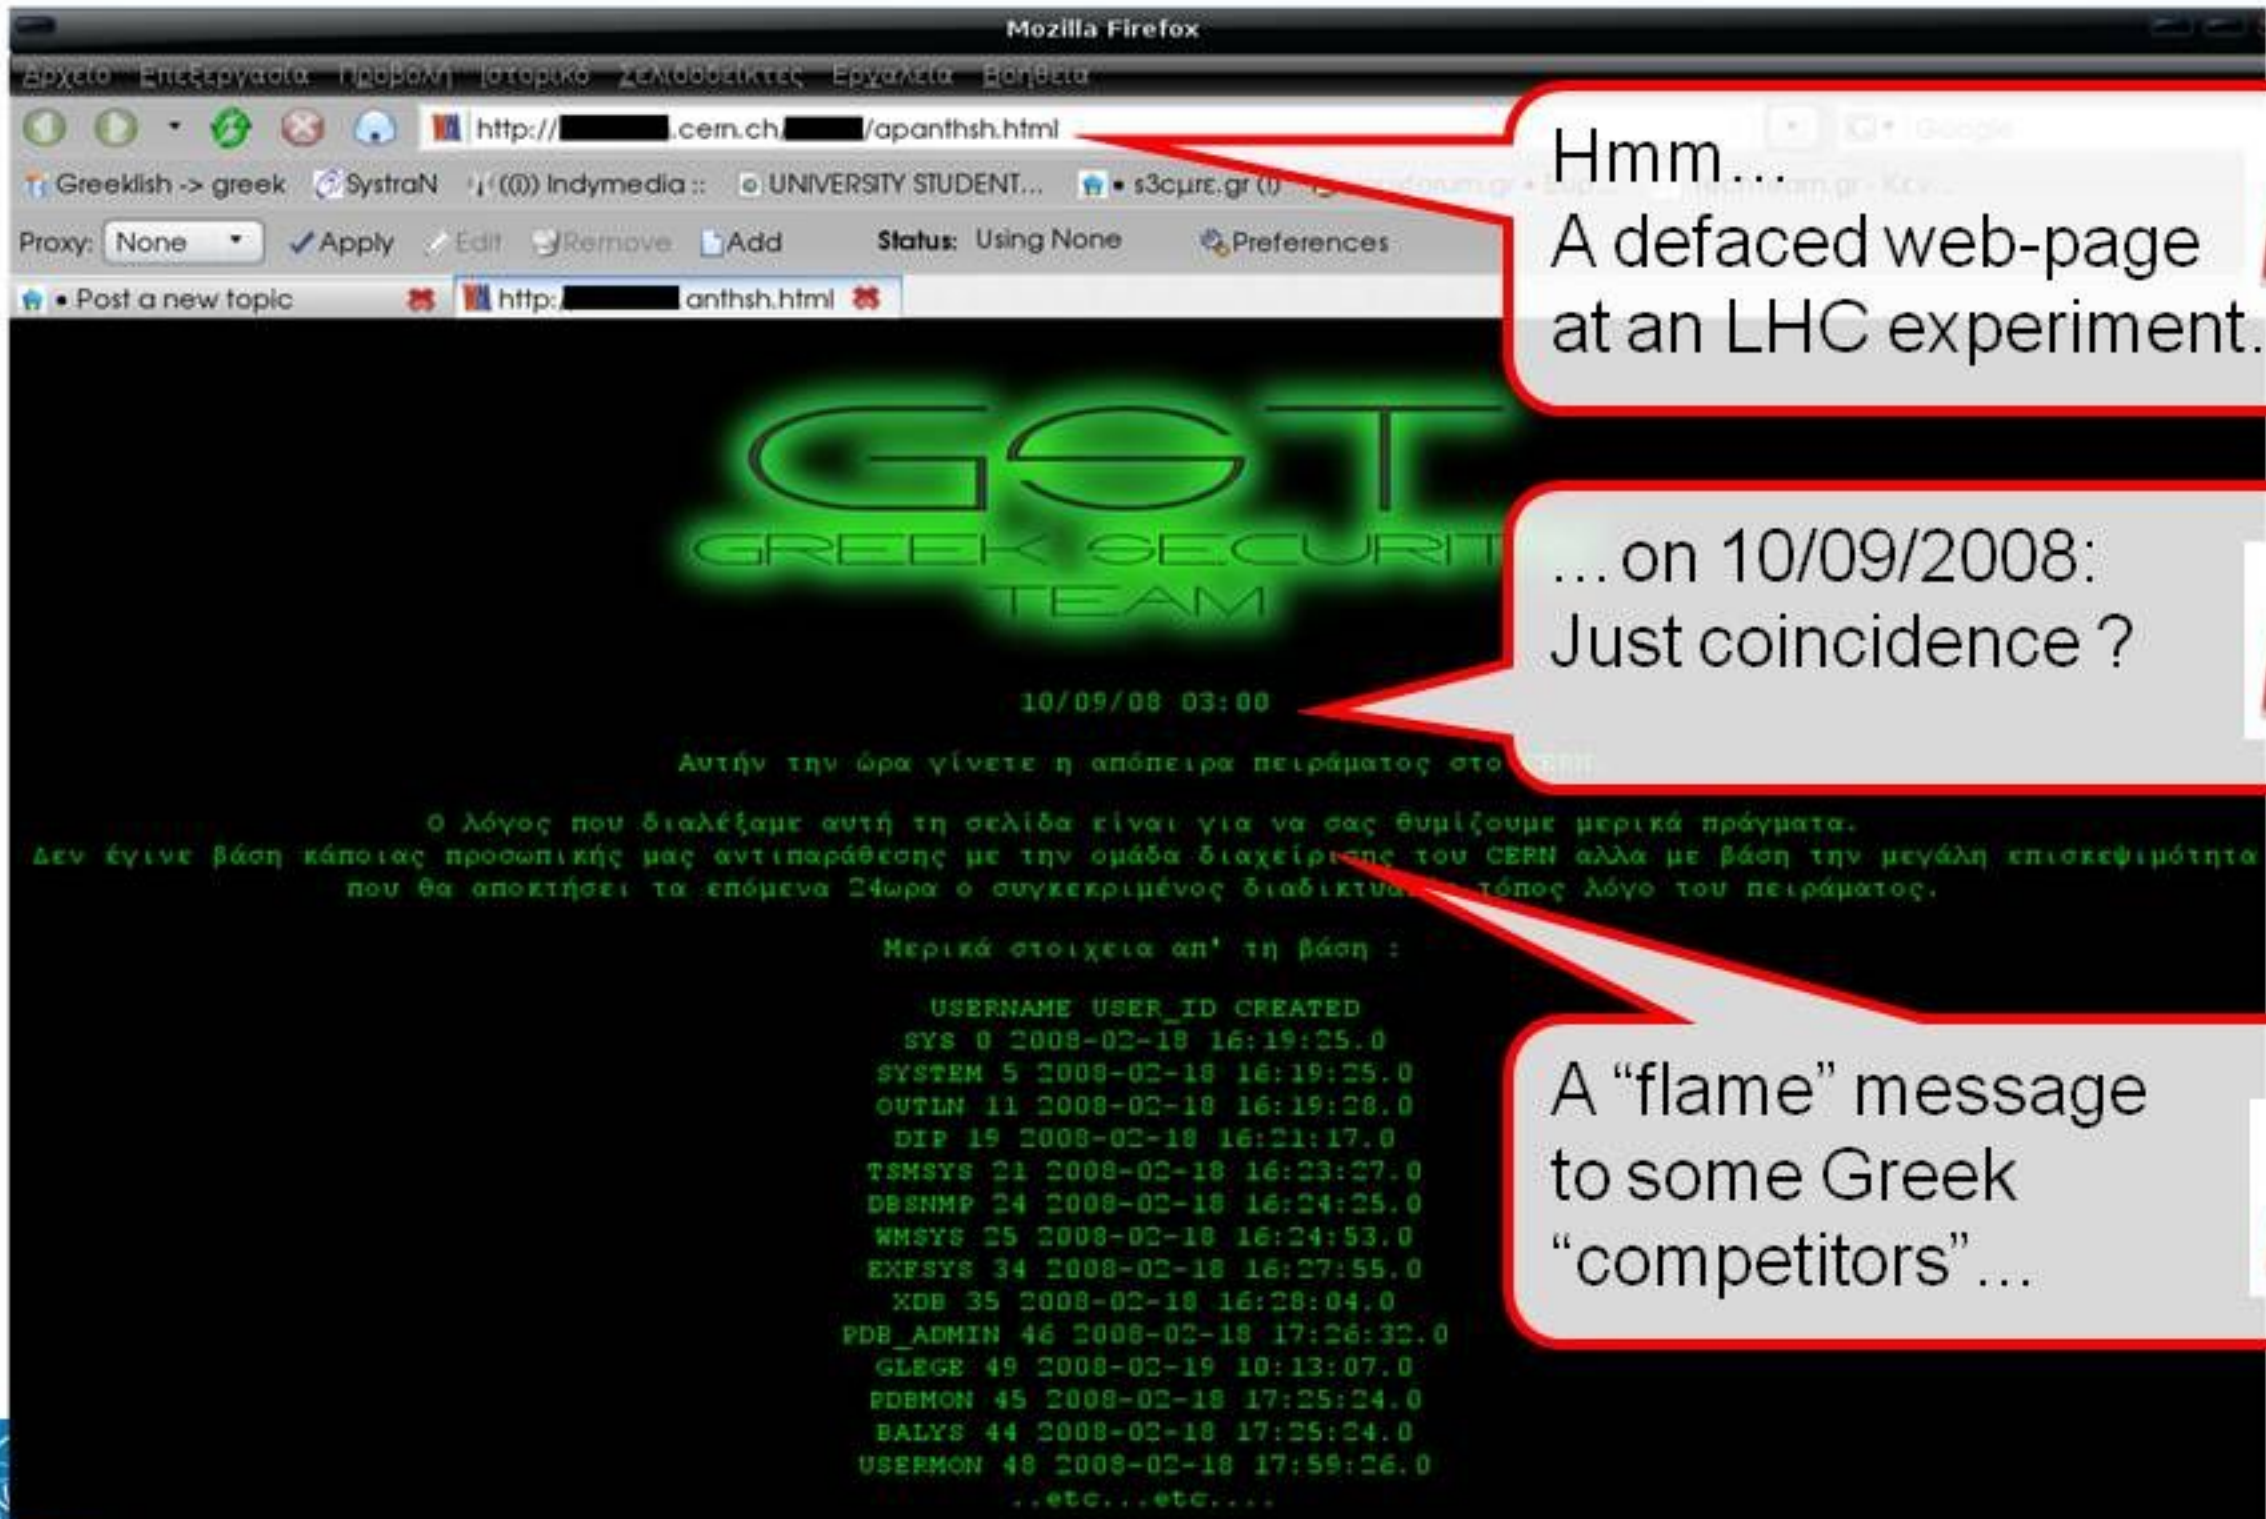 Mozilla Firefox
Αρχείο Επεξεργασία Προβολή Ιστορικό Σελιδοδείκτες Εργαλεία Βοήθεια
http:// .cern.ch/ /apanthsh.html
Google
Greeklish -> greek SystraN ((())) Indymedia :: UNIVERSITY STUDENT... • s3cμrε.gr (!)
Proxy: None Apply Edit Remove Add Status: Using None Preferences
• Post a new topic http:/ anthsh.html
Hmm...
A defaced web-page
at an LHC experiment.
GST
GREEK SECURIT
TEAM
...on 10/09/2008:
Just coincidence ?
10/09/08 03:00
Αυτήν την ώρα γίνετε η απόπειρα πειράματος στο
Ο λόγος που διαλέξαμε αυτή τη σελίδα είναι για να σας θυμίζουμε μερικά πράγματα.
Δεν έγινε βάση κάποιας προσωπικής μας αντιπαράθεσης με την ομάδα διαχείρισης του CERN αλλα με βάση την μεγάλη επισκεψιμότητα
που θα αποκτήσει τα επόμενα 24ωρα ο συγκεκριμένος τόπος λόγο του πειράματος.
Μερικά στοιχεια απ' τη βάση :
USERNAME USER_ID CREATED
SYS 0 2008-02-18 16:19:25.0
SYSTEM 5 2008-02-18 16:19:25.0
OUTLN 11 2008-02-18 16:19:28.0
DIP 19 2008-02-18 16:21:17.0
TSMSYS 21 2008-02-18 16:23:27.0
DBSNMP 24 2008-02-18 16:24:25.0
WMSYS 25 2008-02-18 16:24:53.0
EXFSYS 34 2008-02-18 16:27:55.0
XDB 35 2008-02-18 16:28:04.0
PDB_ADMIN 46 2008-02-18 17:26:32.0
GLEGE 49 2008-02-19 10:13:07.0
PDBMON 45 2008-02-18 17:25:24.0
BALYS 44 2008-02-18 17:25:24.0
USERMON 48 2008-02-18 17:59:26.0
..etc...etc....
A “flame” message
to some Greek
“competitors”...